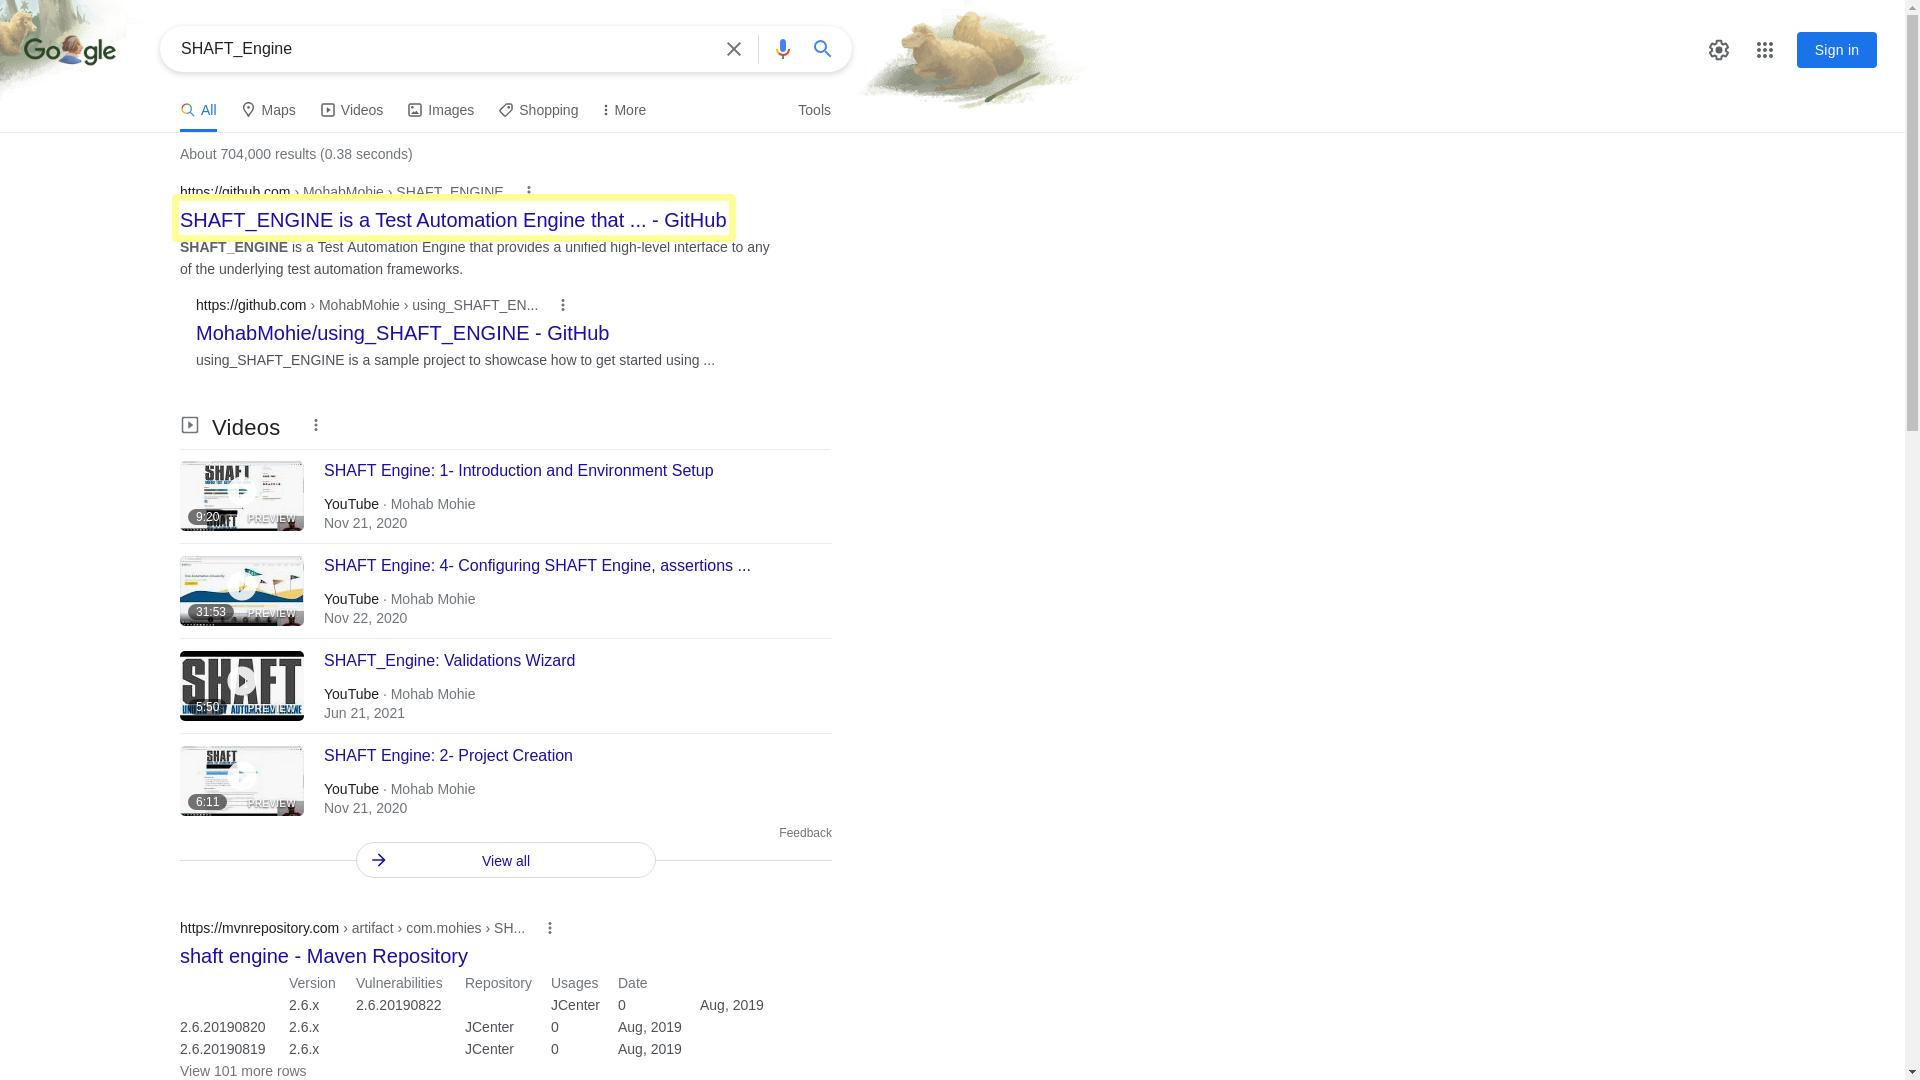 Google
SHAFT_Engine
Sign in
All
Maps
Videos
Images
Shopping
More
Tools
About 704,000 results (0.38 seconds)
https://github.com › MohabMohie › SHAFT_ENGINE
SHAFT_ENGINE is a Test Automation Engine that ... - GitHub
SHAFT_ENGINE is a Test Automation Engine that provides a unified high-level interface to any
of the underlying test automation frameworks.
https://github.com › MohabMohie › using_SHAFT_EN...
MohabMohie/using_SHAFT_ENGINE - GitHub
using_SHAFT_ENGINE is a sample project to showcase how to get started using ...
Videos
SHAFT
9:20
PREVIEW
SHAFT Engine: 1- Introduction and Environment Setup
YouTube · Mohab Mohie
Nov 21, 2020
31:53
PREVIEW
SHAFT Engine: 4- Configuring SHAFT Engine, assertions ...
YouTube · Mohab Mohie
Nov 22, 2020
SHAFT
5:50
PREVIEW
SHAFT_Engine: Validations Wizard
YouTube · Mohab Mohie
Jun 21, 2021
SHAFT
6:11
PREVIEW
SHAFT Engine: 2- Project Creation
YouTube · Mohab Mohie
Nov 21, 2020
Feedback
View all
https://mvnrepository.com › artifact › com.mohies › SH...
shaft engine - Maven Repository
Version Vulnerabilities Repository Usages Date
2.6.x 2.6.20190822 JCenter 0 Aug, 2019
2.6.20190820 2.6.x JCenter 0 Aug, 2019
2.6.20190819 2.6.x JCenter 0 Aug, 2019
View 101 more rows